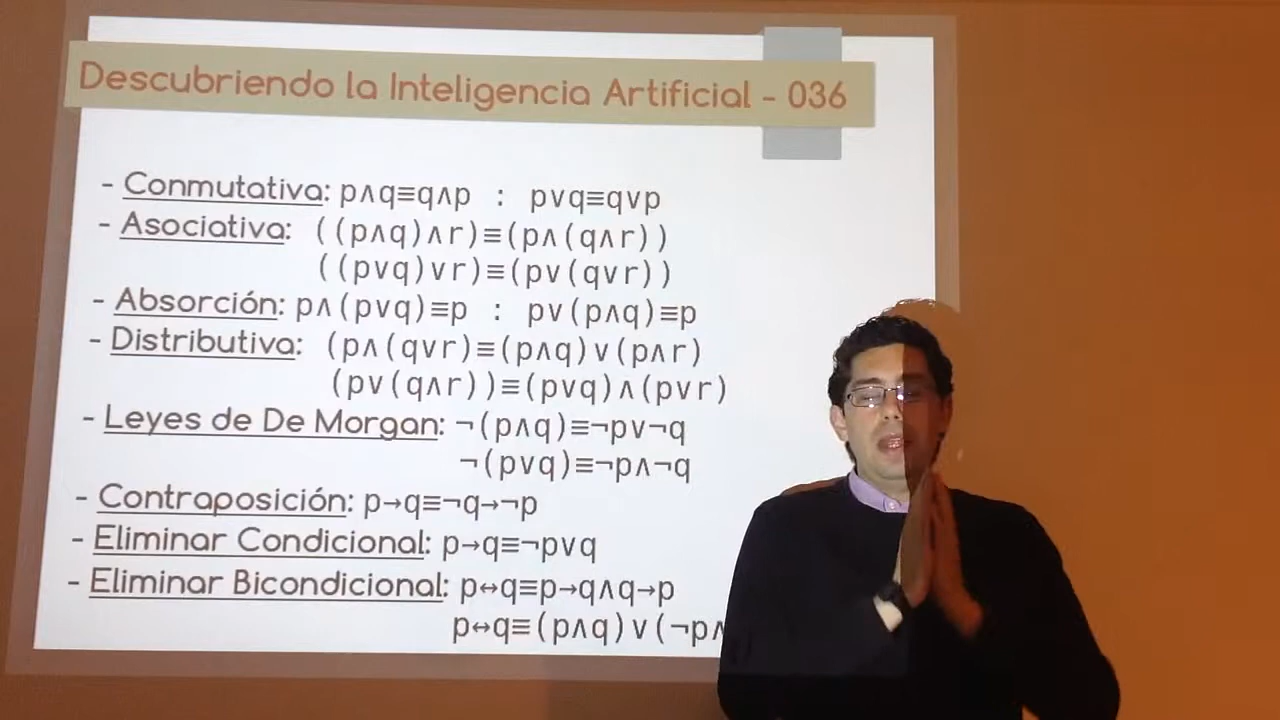 Descubriendo la Inteligencia Artificial - 036
- Conmutativa: p∧q≡q∧p : p∨q≡q∨p
- Asociativa: ((p∧q)∧r)≡(p∧(q∧r))
((p∨q)∨r)≡(p∨(q∨r))
- Absorción: p∧(p∨q)≡p : p∨(p∧q)≡p
- Distributiva: (p∧(q∨r)≡(p∧q)∨(p∧r)
(p∨(q∧r))≡(p∨q)∧(p∨r)
- Leyes de De Morgan: ¬(p∧q)≡¬p∨¬q
¬(p∨q)≡¬p∧¬q
- Contraposición: p→q≡¬q→¬p
- Eliminar Condicional: p→q≡¬p∨q
- Eliminar Bicondicional: p↔q≡p→q∧q→p
p↔q≡(p∧q)∨(¬p∧